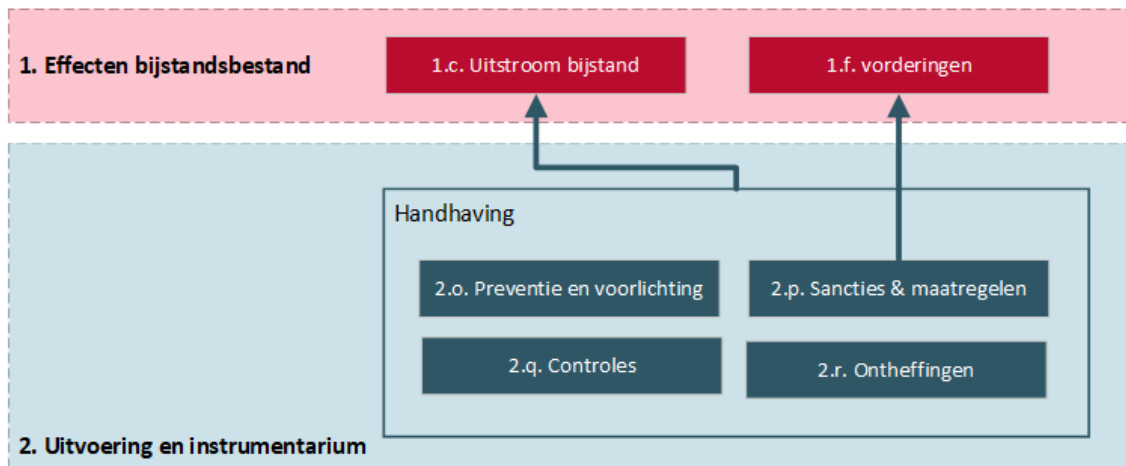 1. Effecten bijstandsbestand
1.c. Uitstroom bijstand
1.f. vorderingen
Handhaving
2.o. Preventie en voorlichting
2.p. Sancties & maatregelen
2.q. Controles
2.r. Ontheffingen
2. Uitvoering en instrumentarium